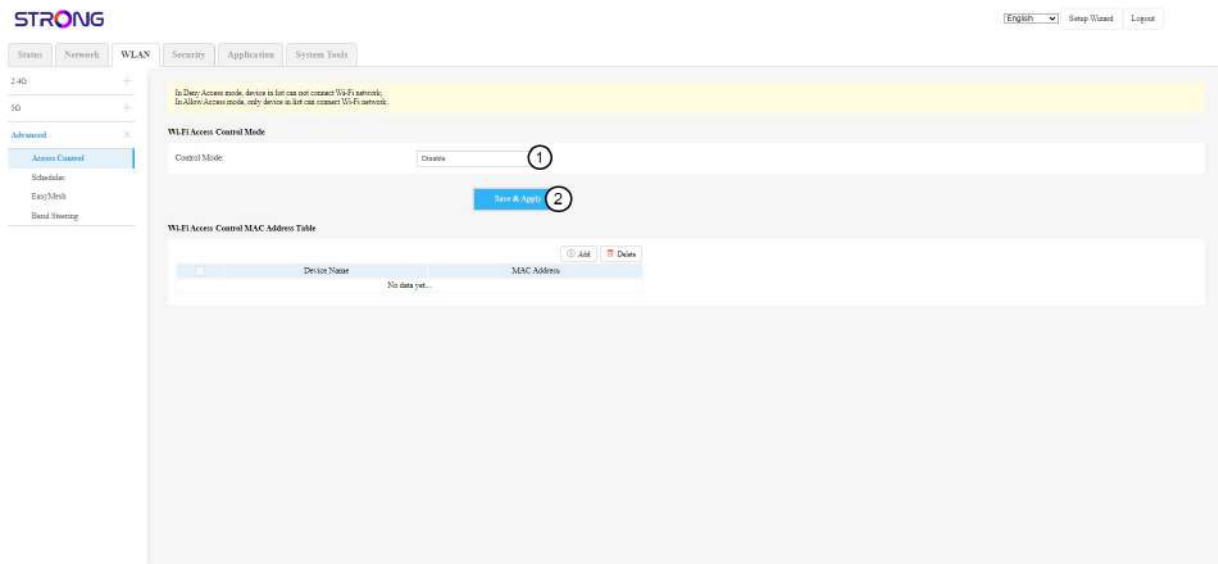 STRONG
English Setup Wizard Logout
Status Network WLAN Security Application System Tools
2.4G
5G
Advanced
Access Control
Scheduler
EasyMesh
Band Steering
In Deny Access mode, device in list can not connect Wi-Fi network;
In Allow Access mode, only device in list can connect Wi-Fi network.
Wi-Fi Access Control Mode
Control Mode: Disable 1
Save & Apply 2
Wi-Fi Access Control MAC Address Table
Add Delete
Device Name MAC Address
No data yet...